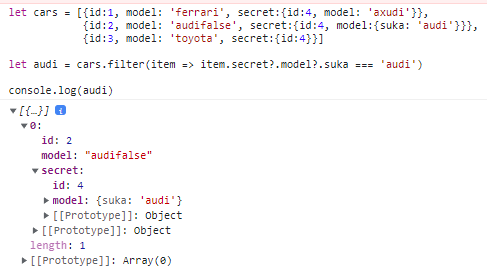 let cars = [{id:1, model: 'ferrari', secret:{id:4, model: 'axudi'}},
{id:2, model: 'audifalse', secret:{id:4, model:{suka: 'audi'}}},
{id:3, model: 'toyota', secret:{id:4}}]
let audi = cars.filter(item => item.secret?.model?.suka === 'audi')
console.log(audi)
▼[{…}] i
▼0:
id: 2
model: "audifalse"
▼secret:
id: 4
▶model: {suka: 'audi'}
▶[[Prototype]]: Object
▶[[Prototype]]: Object
length: 1
▶[[Prototype]]: Array(0)